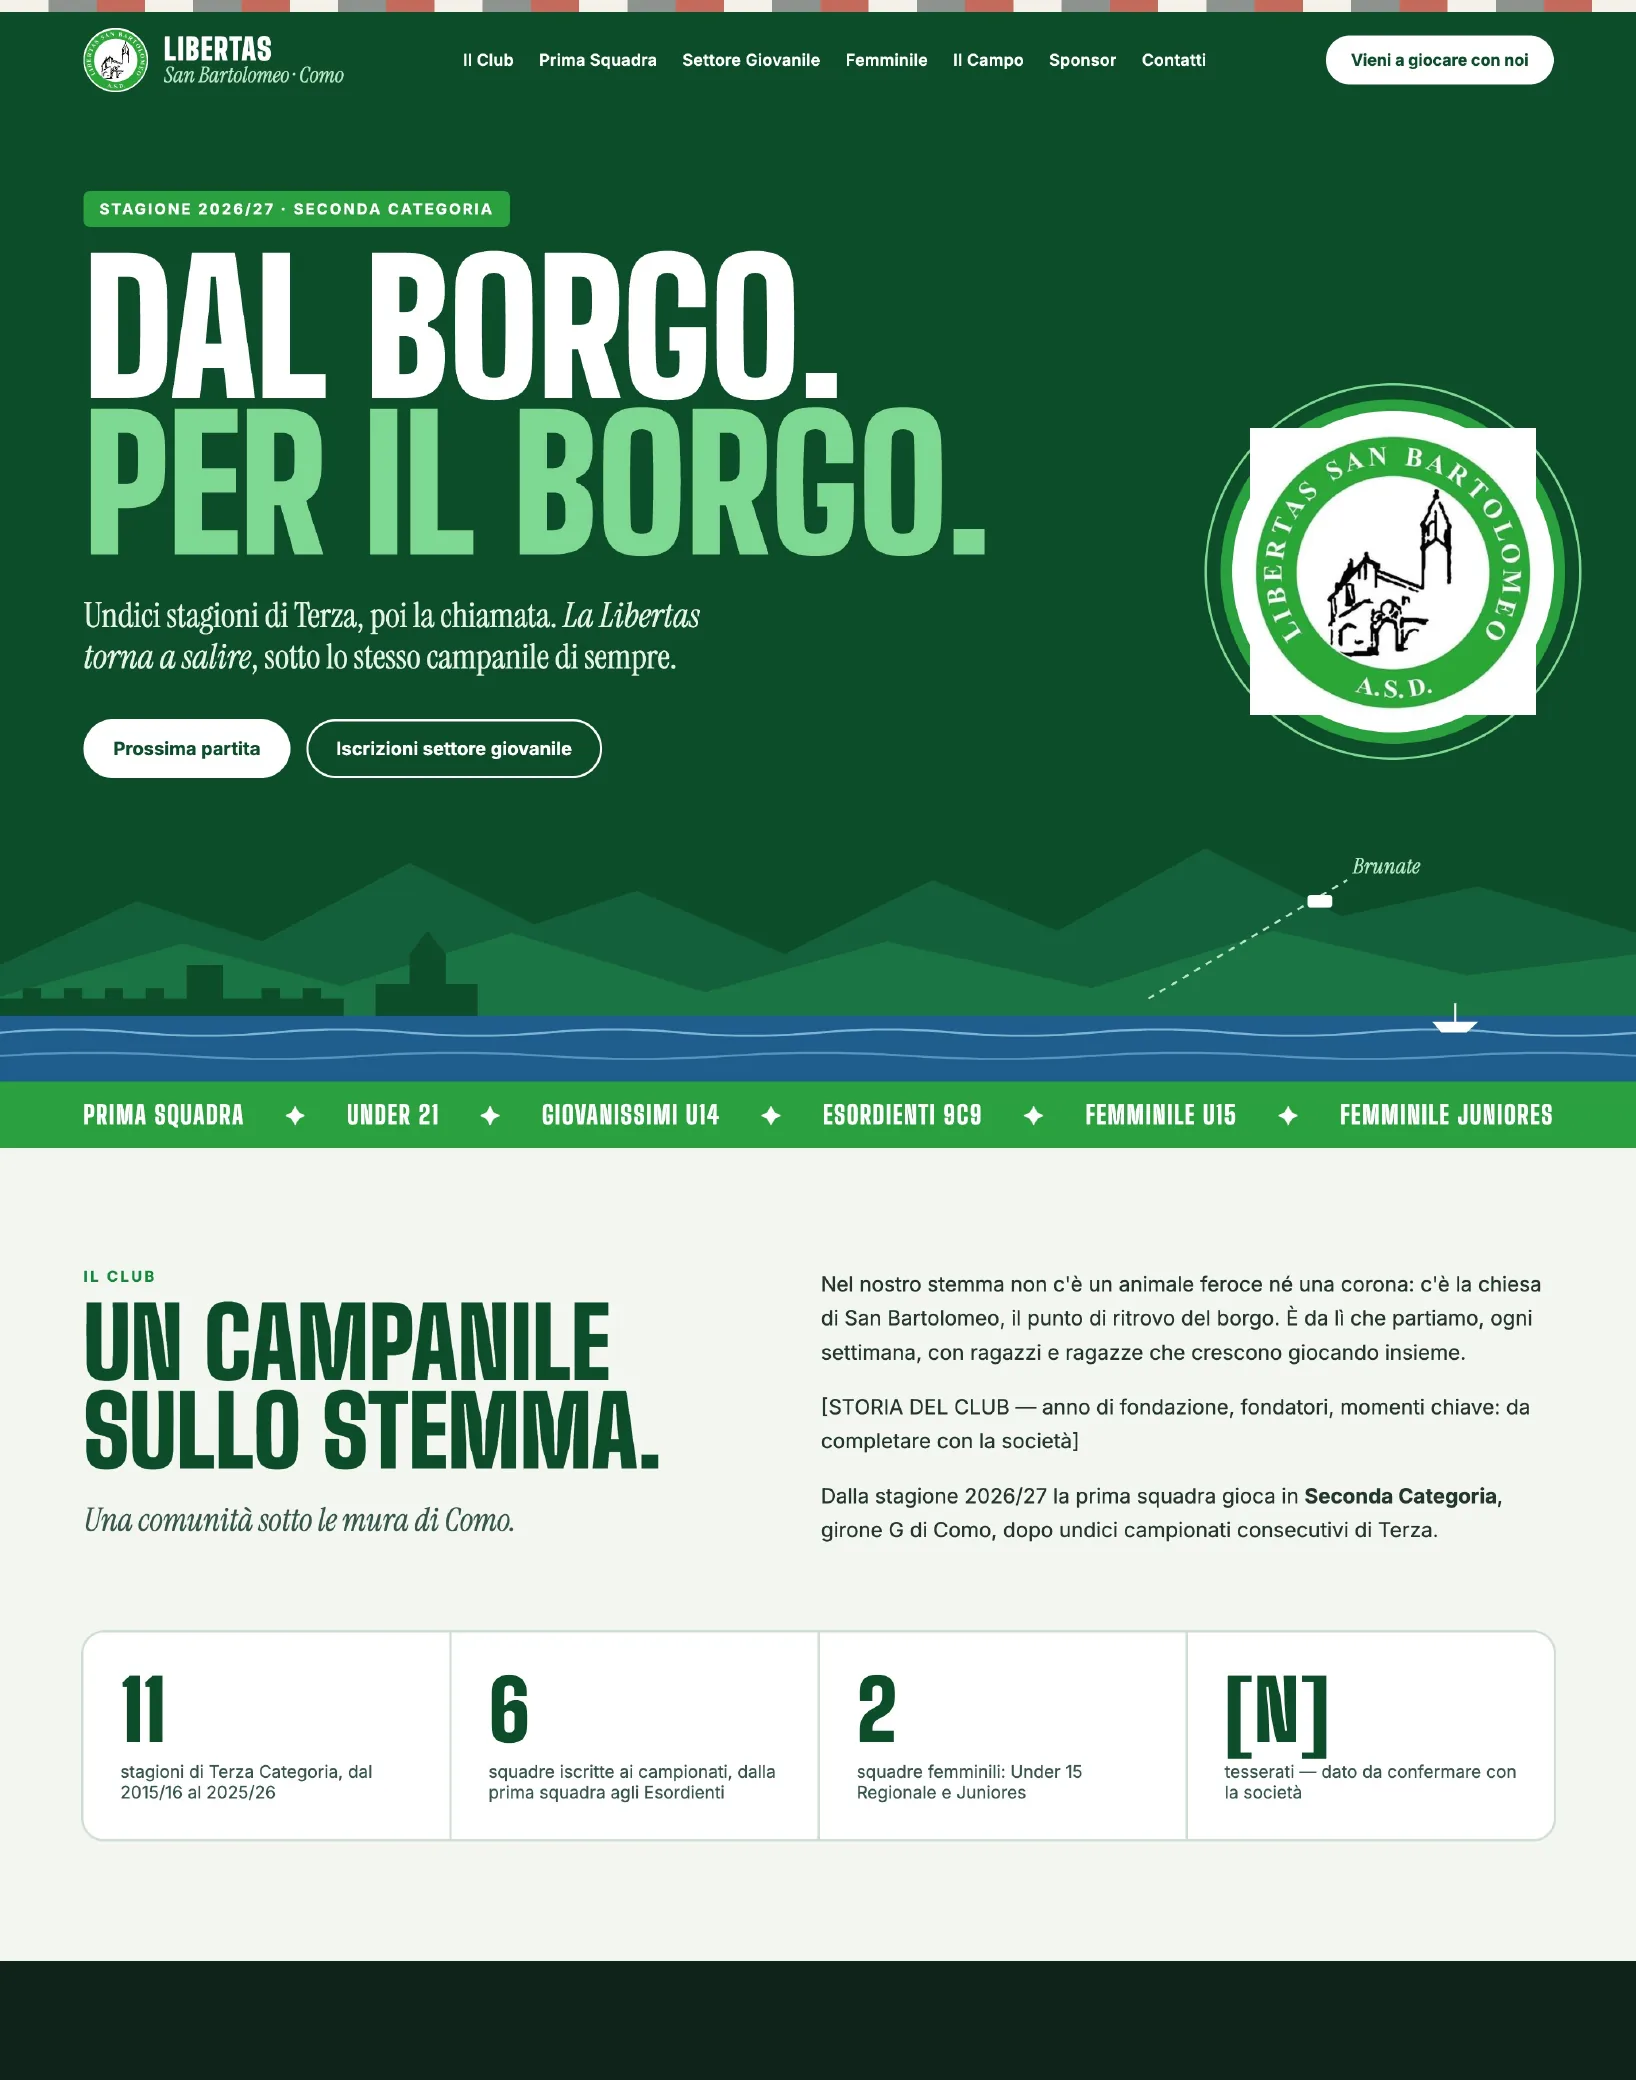 LIBERTAS SAN BARTOLOMEO
A.S.D.
LIBERTAS
San Bartolomeo · Como
Il Club
Prima Squadra
Settore Giovanile
Femminile
Il Campo
Sponsor
Contatti
Vieni a giocare con noi
STAGIONE 2026/27 · SECONDA CATEGORIA
DAL BORGO.
PER IL BORGO.
Undici stagioni di Terza, poi la chiamata. La Libertas
torna a salire, sotto lo stesso campanile di sempre.
Prossima partita
Iscrizioni settore giovanile
LIBERTAS SAN BARTOLOMEO
A.S.D.
Brunate
PRIMA SQUADRA ✦ UNDER 21 ✦ GIOVANISSIMI U14 ✦ ESORDIENTI 9C9 ✦ FEMMINILE U15 ✦ FEMMINILE JUNIORES
IL CLUB
UN CAMPANILE
SULLO STEMMA.
Una comunità sotto le mura di Como.
Nel nostro stemma non c'è un animale feroce né una corona: c'è la chiesa
di San Bartolomeo, il punto di ritrovo del borgo. È da lì che partiamo, ogni
settimana, con ragazzi e ragazze che crescono giocando insieme.
[STORIA DEL CLUB — anno di fondazione, fondatori, momenti chiave: da
completare con la società]
Dalla stagione 2026/27 la prima squadra gioca in Seconda Categoria,
girone G di Como, dopo undici campionati consecutivi di Terza.
11
stagioni di Terza Categoria, dal
2015/16 al 2025/26
6
squadre iscritte ai campionati, dalla
prima squadra agli Esordienti
2
squadre femminili: Under 15
Regionale e Juniores
[N]
tesserati — dato da confermare con
la società